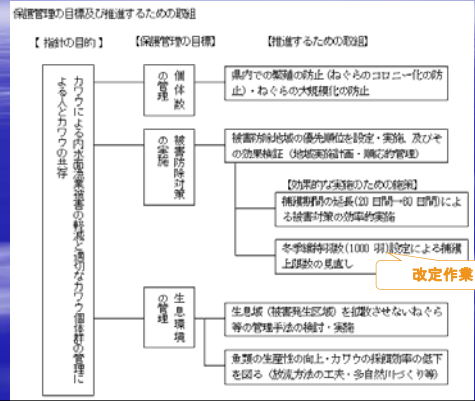 保護管理の目標及び推進するための取組
【 指針の目的】
【保護管理の目標】
【推進するための取組】
カワウによる内水面漁業被害の軽減と適切なカワウ個体群の管理に
よる人とカワウの共存
個体数
の管理
県内での繁殖の防止(ねぐらのコロニー化の防
止)・ねぐらの大規模化の防止
被害防除対策
の実施
被害防除地域の優先順位を設定・実施、及びそ
の効果検証(地域実施計画・順応的管理)
【効果的な実施のための施策】
捕獲期間の延長(20日間→60日間)によ
る被害対策の効率的実施
冬季維持羽数(1000 羽)設定による捕獲
上限数の見直し
改定作業
生息環境
の管理
生息域(被害発生区域)を拡散させないねぐら
等の管理手法の検討・実施
魚類の生産性の向上・カワウの採餌効率の低下
を図る(放流方法の工夫・多自然川づくり等)